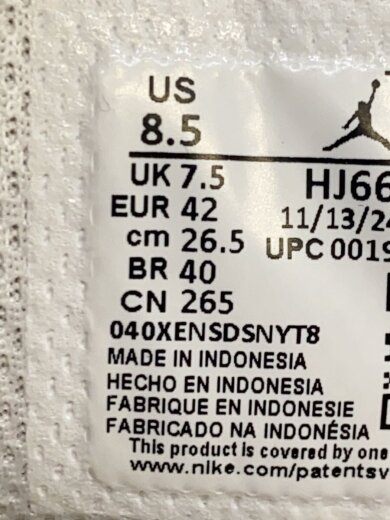 US
8.5
UK 7.5
HJ66
EUR 42
11/13/24
cm 26.5
UPC 0019
BR 40
CN 265
040XENSDSNYT8
MADE IN INDONESIA
HECHO EN INDONESIA
FABRIQUE EN INDONESIE
FABRICADO NA INDONÉSIA
This product is covered by one
www.nike.com/patents